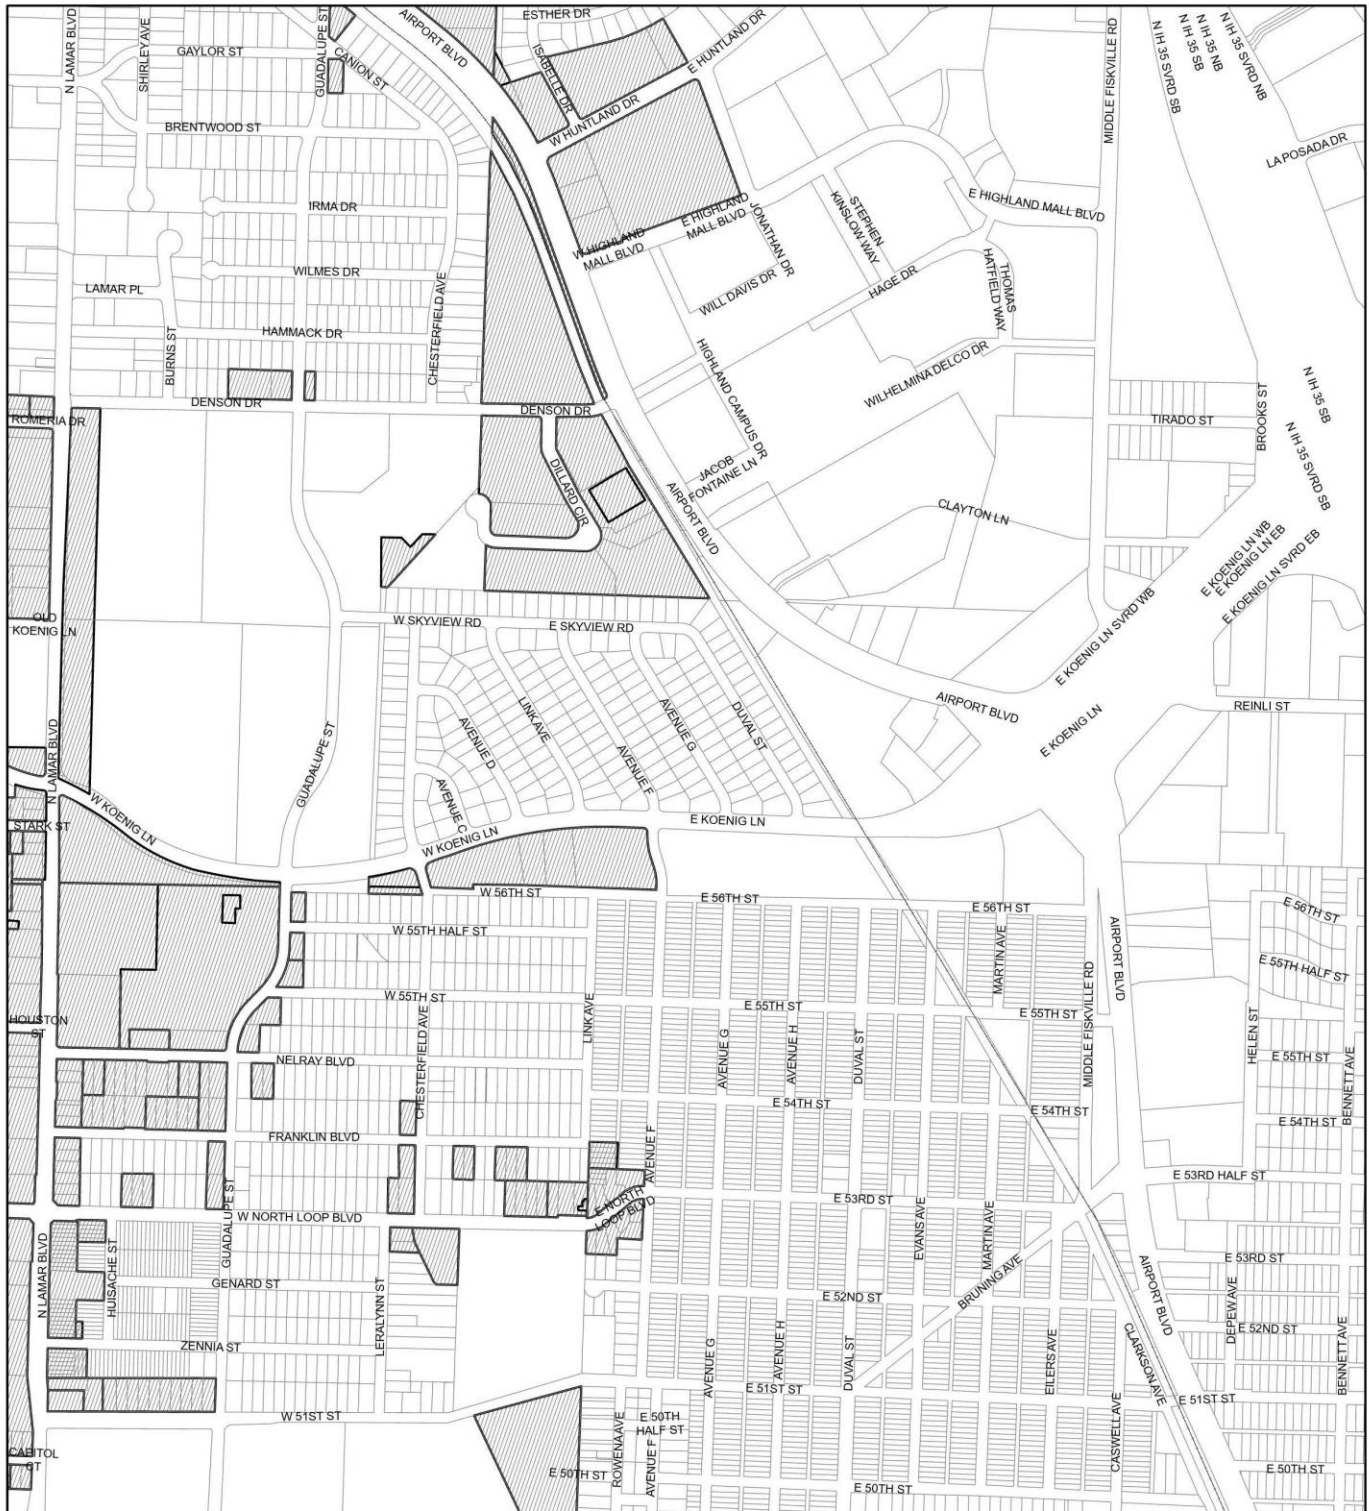 N LAMAR BLVD
SHIRLEY AVE
GAYLOR ST
GUADALUPE ST
CANION ST
AIRPORT BLVD
ESTHER DR
ISABELLE DR
E HUNTLAND DR
W HUNTLAND DR
MIDDLE FISKVILLE RD
N IH 35 SVRD SB
N IH 35 SB
N IH 35 NB
N IH 35 SVRD NB
LA POSADA DR
BRENTWOOD ST
IRMA DR
WILMES DR
LAMAR PL
BURNS ST
HAMMACK DR
CHESTERFIELD AVE
W HIGHLAND
MALL BLVD
E HIGHLAND
MALL BLVD
JONATHAN DR
STEPHEN
KINSLOW WAY
E HIGHLAND MALL BLVD
HAGE DR
THOMAS
HATFIELD WAY
WILL DAVIS DR
HIGHLAND CAMPUS DR
WILHELMINA DELCO DR
DENSON DR
DENSON DR
ROMERIA DR
TIRADO ST
BROOKS ST
N IH 35 SB
N IH 35 SVRD SB
DILLARD CIR
JACOB
FONTAINE LN
AIRPORT BLVD
CLAYTON LN
E KOENIG LN WB
E KOENIG LN EB
E KOENIG LN SVRD EB
E KOENIG LN SVRD WB
OLD
KOENIG LN
W SKYVIEW RD
E SKYVIEW RD
GUADALUPE ST
AVENUE D
LINK AVE
AVENUE F
AVENUE G
DUVAL ST
AIRPORT BLVD
E KOENIG LN
REINLI ST
N LAMAR BLVD
W KOENIG LN
AVENUE C
W KOENIG LN
E KOENIG LN
STARK ST
W 56TH ST
E 56TH ST
E 56TH ST
E 56TH ST
W 55TH HALF ST
MARTIN AVE
AIRPORT BLVD
E 55TH HALF ST
W 55TH ST
LINK AVE
E 55TH ST
E 55TH ST
MIDDLE FISKVILLE RD
HOUSTON
ST
CHESTERFIELD AVE
AVENUE G
AVENUE H
DUVAL ST
HELEN ST
E 55TH ST
BENNETT AVE
NELRAY BLVD
E 54TH ST
E 54TH ST
E 54TH ST
FRANKLIN BLVD
AVENUE F
E 53RD HALF ST
GUADALUPE ST
E NORTH
LOOP BLVD
E 53RD ST
W NORTH LOOP BLVD
EVANS AVE
MARTIN AVE
N LAMAR BLVD
HUISACHE ST
GENARD ST
BRUNING AVE
AIRPORT BLVD
E 53RD ST
E 52ND ST
DEPEW AVE
E 52ND ST
LERALYNN ST
ZENNIA ST
AVENUE G
AVENUE H
DUVAL ST
EILERS AVE
CLARKSON AVE
BENNETT AVE
E 51ST ST
E 51ST ST
W 51ST ST
ROWENA AVE
AVENUE F
E 50TH
HALF ST
CASWELL AVE
CAPITOL
CT
E 50TH ST
E 50TH ST
E 50TH ST